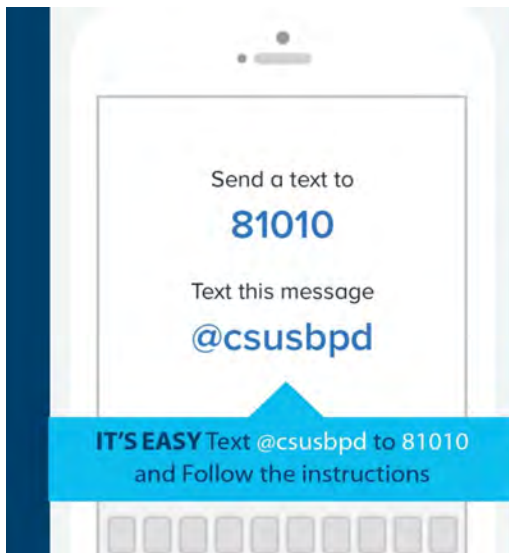 Send a text to
81010
Text this message
@csusbpd
IT'S EASY Text @csusbpd to 81010
and Follow the instructions